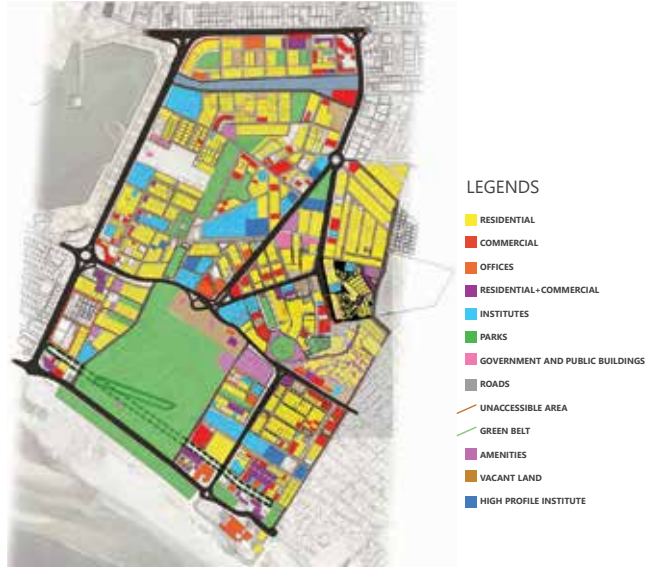 LEGENDS
RESIDENTIAL
COMMERCIAL
OFFICES
RESIDENTIAL+COMMERCIAL
INSTITUTES
PARKS
GOVERNMENT AND PUBLIC BUILDINGS
ROADS
UNACCESSIBLE AREA
GREEN BELT
AMENITIES
VACANT LAND
HIGH PROFILE INSTITUTE